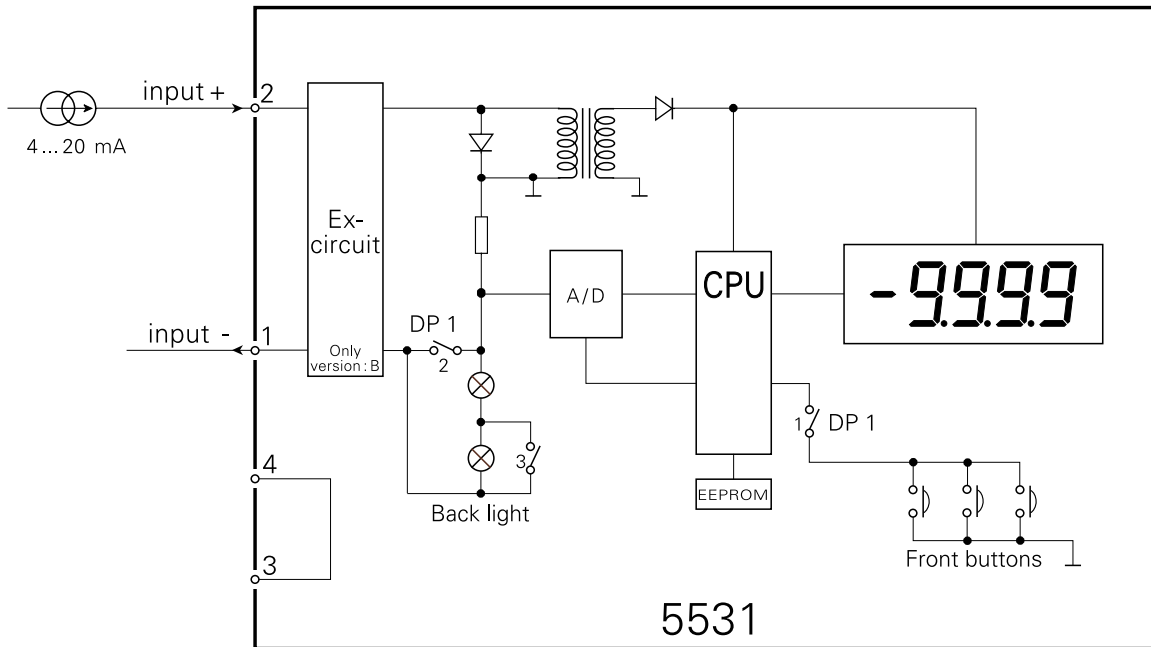 input +
2
4...20 mA
Ex-
circuit
Only
version : B
input -
1
DP 1
2
3
Back light
4
3
A/D
CPU
EEPROM
-9.9.9.9
1
DP 1
Front buttons
5531